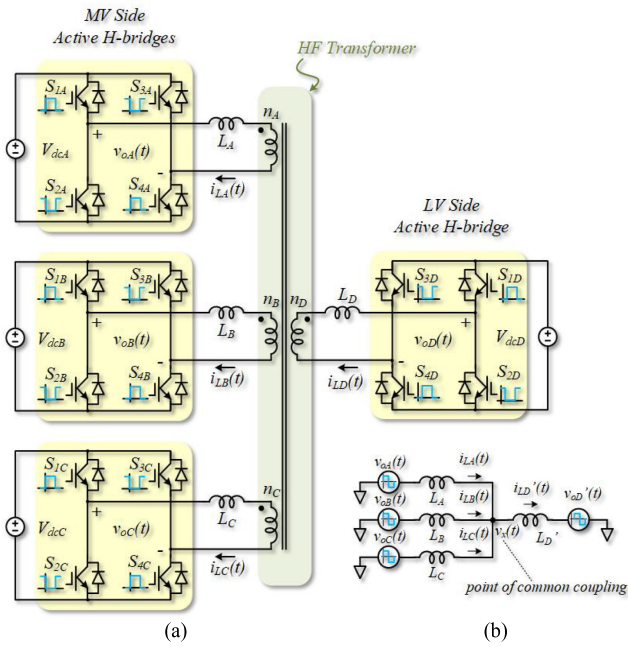 MV Side
Active H-bridges
HF Transformer
S1A
S3A
nA
LA
VdcA
+
voA(t)
S2A
S4A
-
iLA(t)
LV Side
Active H-bridge
S1B
S3B
nB
nD
LD
S3D
S1D
LB
VdcB
+
voB(t)
+
voD(t)
VdcD
S2B
S4B
-
iLB(t)
iLD(t)
-
S4D
S2D
S1C
S3C
nC
LC
VdcC
+
voC(t)
S2C
S4C
-
iLC(t)
voA(t)
iLA(t)
LA
voB(t)
iLB(t)
iLD'(t)
voD'(t)
LB
voC(t)
iLC(t)
vx(t)
LD'
LC
point of common coupling
(a)
(b)